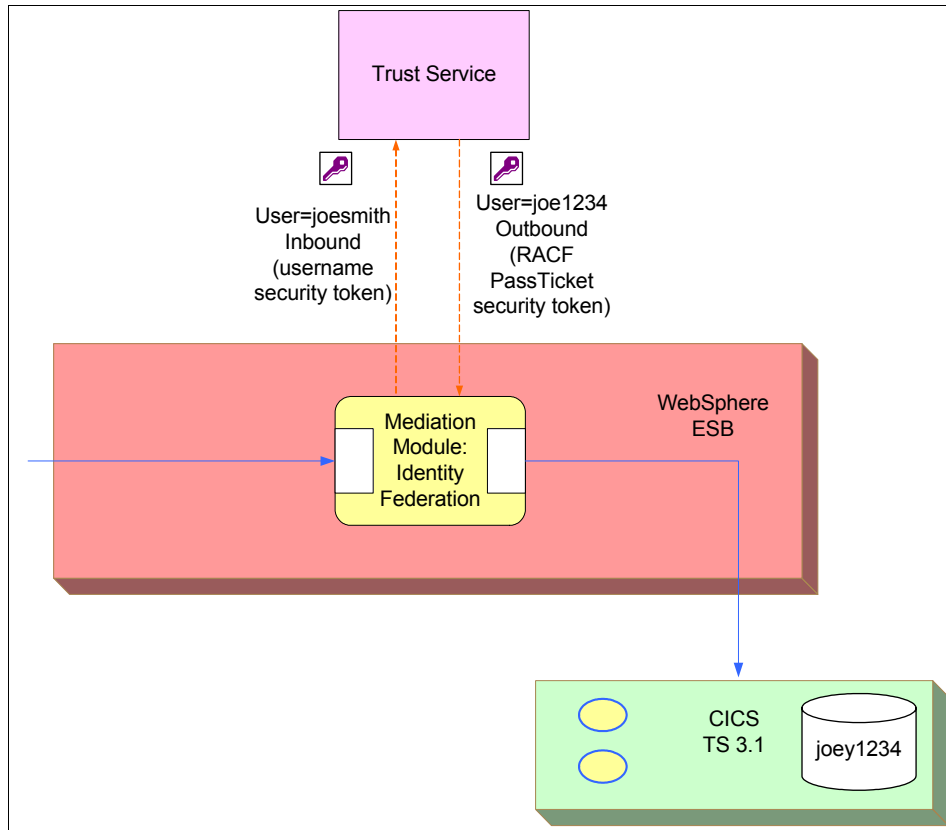 Trust Service
User=joesmith
Inbound
(username
security token)
User=joe1234
Outbound
(RACF
PassTicket
security token)
WebSphere
ESB
Mediation
Module:
Identity
Federation
CICS
TS 3.1
joey1234